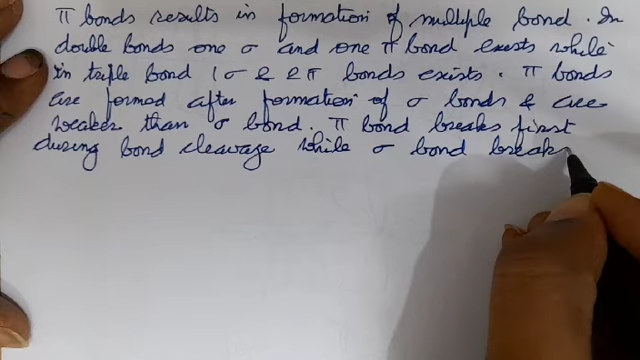 π bonds results in formation of multiple bond. In
double bonds one σ and one π bond exists while
in triple bond 1σ & 2π bonds exists. π bonds
are formed after formation of σ bonds & are
weaker than σ bond. π bond breaks first
during bond cleavage while σ bond break